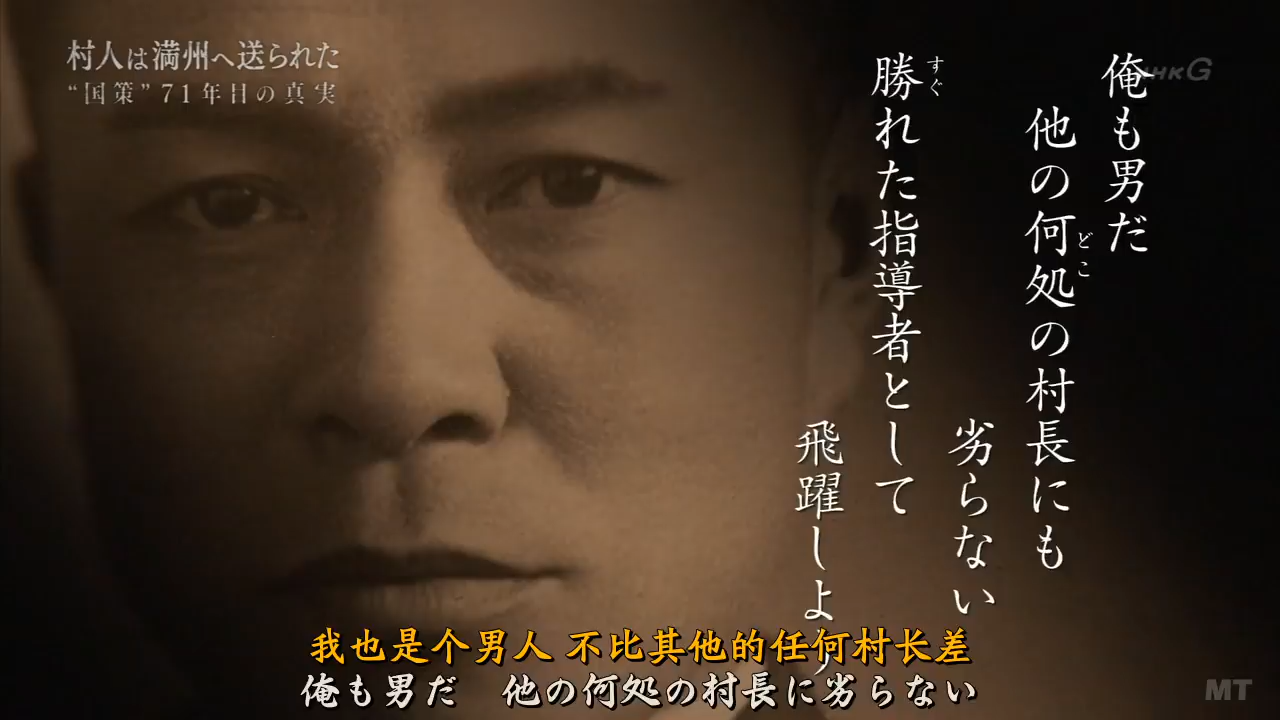 村人は満州へ送られた
“国策”71年目の真実
NHKG
俺も男だ
他の何処の村長にも
どこ
劣らない
勝れた指導者として
すぐ
飛躍しよう
我也是个男人 不比其他的任何村长差
俺も男だ　他の何処の村長に劣らない
MT